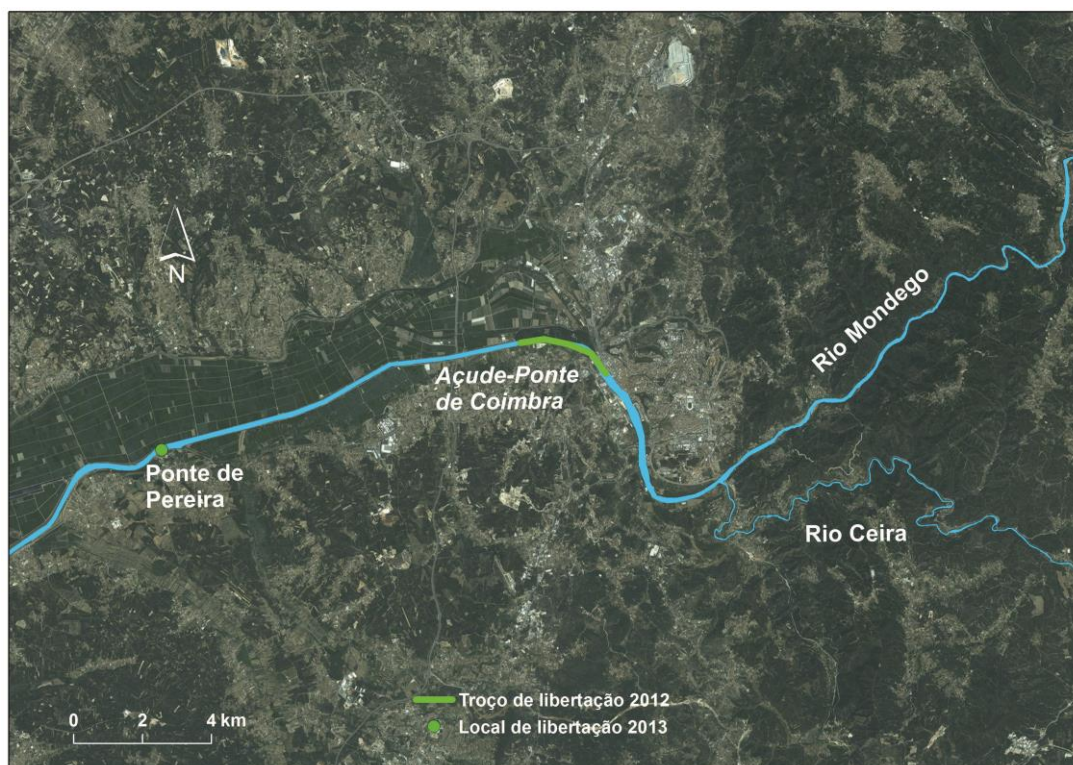 Rio Mondego
N
Açude-Ponte
de Coimbra
Ponte de
Pereira
Rio Ceira
Troço de libertação 2012
Local de libertação 2013
0 2 4 km